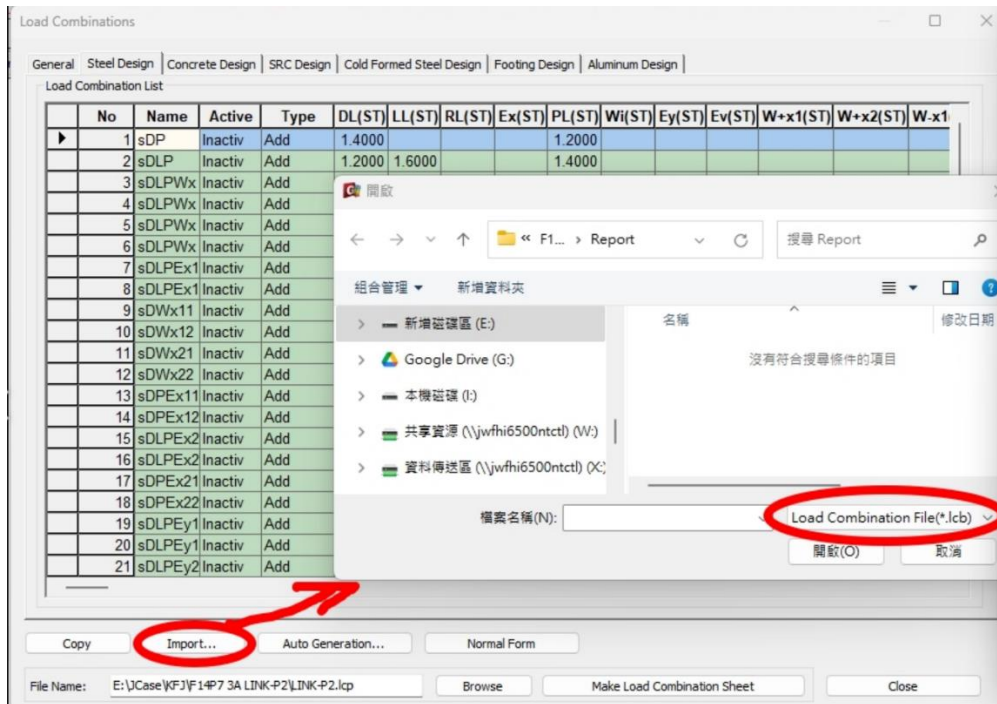 Load Combinations
General Steel Design Concrete Design SRC Design Cold Formed Steel Design Footing Design Aluminum Design
Load Combination List
No Name Active Type DL(ST) LL(ST) RL(ST) Ex(ST) PL(ST) Wi(ST) Ey(ST) Ev(ST) W+x1(ST) W+x2(ST) W-x1(
1 sDP Inactiv Add 1.4000 1.2000
2 sDLP Inactiv Add 1.2000 1.6000 1.4000
3 sDLPWx Inactiv Add
4 sDLPWx Inactiv Add
5 sDLPWx Inactiv Add
6 sDLPWx Inactiv Add
7 sDLPEx1 Inactiv Add
8 sDLPEx1 Inactiv Add
9 sDWx11 Inactiv Add
10 sDWx12 Inactiv Add
11 sDWx21 Inactiv Add
12 sDWx22 Inactiv Add
13 sDPEx11 Inactiv Add
14 sDPEx12 Inactiv Add
15 sDLPEx2 Inactiv Add
16 sDLPEx2 Inactiv Add
17 sDPEx21 Inactiv Add
18 sDPEx22 Inactiv Add
19 sDLPEy1 Inactiv Add
20 sDLPEy1 Inactiv Add
21 sDLPEy2 Inactiv Add
開啟
« F1... › Report
搜尋 Report
組合管理 新增資料夾
名稱 修改日期
新增磁碟區 (E:)
Google Drive (G:)
本機磁碟 (I:)
共享資源 (\\jwfhi6500ntctl) (W:)
資料傳送區 (\\jwfhi6500ntctl) (X:)
沒有符合搜尋條件的項目
檔案名稱(N):
Load Combination File(*.lcb)
開啟(O) 取消
Copy Import... Auto Generation... Normal Form
File Name: E:\JCase\KFJ\F14P7 3A LINK-P2\LINK-P2.lcp Browse Make Load Combination Sheet Close